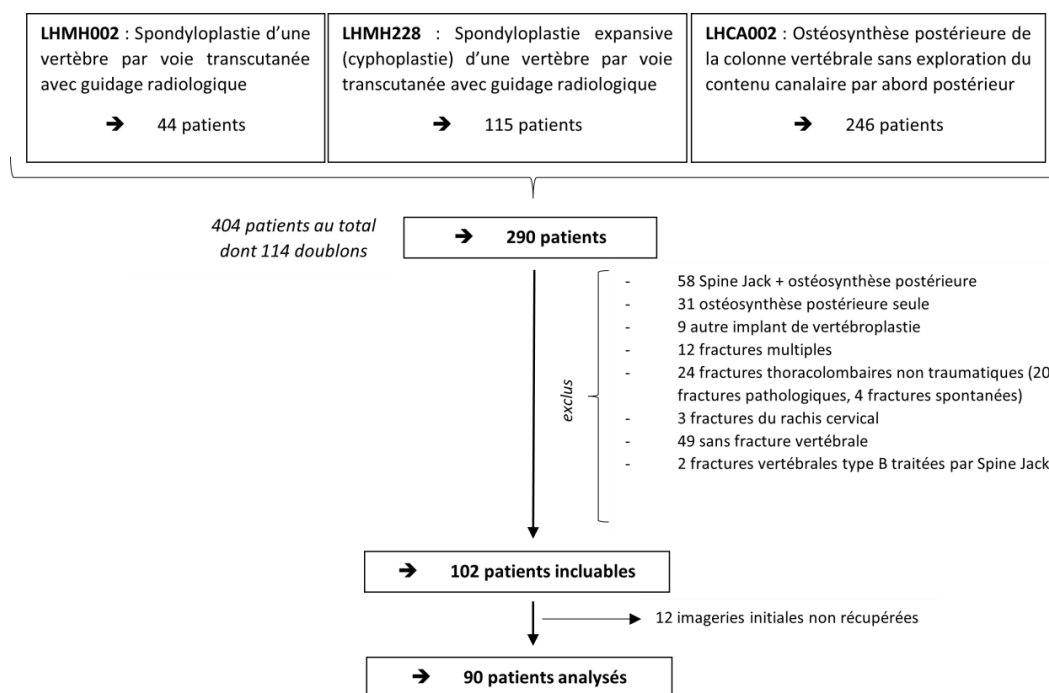 LHMH002 : Spondyloplastie d'une
vertèbre par voie transcutanée
avec guidage radiologique
➔ 44 patients
LHMH228 : Spondyloplastie expansive
(cyphoplastie) d'une vertèbre par voie
transcutanée avec guidage radiologique
➔ 115 patients
LHCA002 : Ostéosynthèse postérieure de
la colonne vertébrale sans exploration du
contenu canalaire par abord postérieur
➔ 246 patients
404 patients au total
dont 114 doublons
➔ 290 patients
exclus
- 58 Spine Jack + ostéosynthèse postérieure
- 31 ostéosynthèse postérieure seule
- 9 autre implant de vertébroplastie
- 12 fractures multiples
- 24 fractures thoracolombaires non traumatiques (20
fractures pathologiques, 4 fractures spontanées)
- 3 fractures du rachis cervical
- 49 sans fracture vertébrale
- 2 fractures vertébrales type B traitées par Spine Jack
➔ 102 patients incluables
12 imageries initiales non récupérées
➔ 90 patients analysés